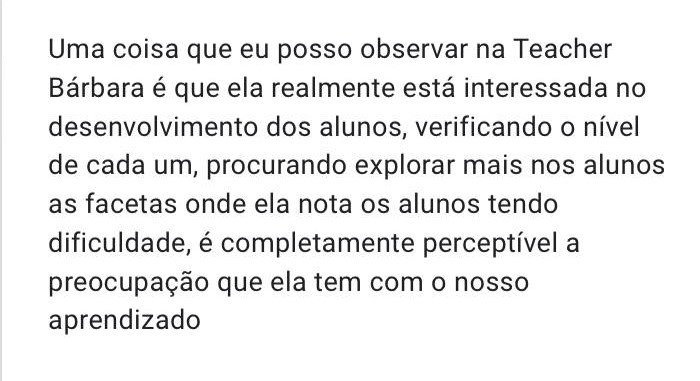 Uma coisa que eu posso observar na Teacher
Bárbara é que ela realmente está interessada no
desenvolvimento dos alunos, verificando o nível
de cada um, procurando explorar mais nos alunos
as facetas onde ela nota os alunos tendo
dificuldade, é completamente perceptível a
preocupação que ela tem com o nosso
aprendizado